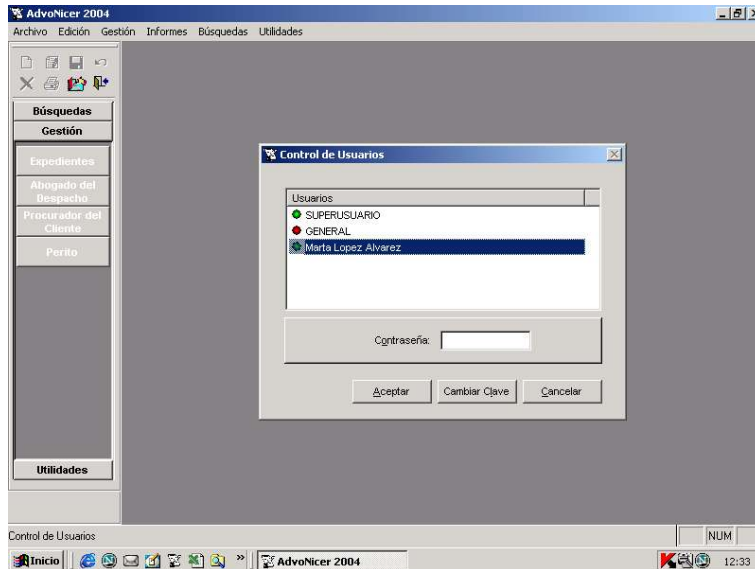 AdvoNicer 2004
Archivo Edición Gestión Informes Búsquedas Utilidades
Búsquedas
Gestión
Expedientes
Abogado del
Despacho
Procurador del
Cliente
Perito
Utilidades
Control de Usuarios
Usuarios
SUPERUSUARIO
GENERAL
Marta Lopez Alvarez
Contraseña:
Aceptar Cambiar Clave Cancelar
Control de Usuarios NUM
Inicio » AdvoNicer 2004 12:33